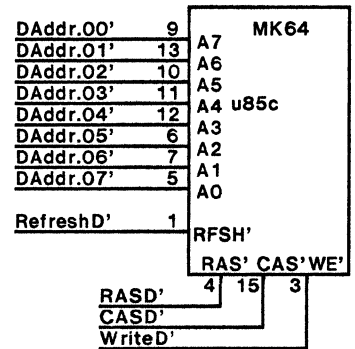 DAddr.00' 9 MK64
DAddr.01' 13 A7
DAddr.02' 10 A6
DAddr.03' 11 A5
DAddr.04' 12 A4 u85c
DAddr.05' 6 A3
DAddr.06' 7 A2
DAddr.07' 5 A1
A0
RefreshD' 1
RFSH'
RAS' CAS' WE'
4 15 3
RASD'
CASD'
WriteD'